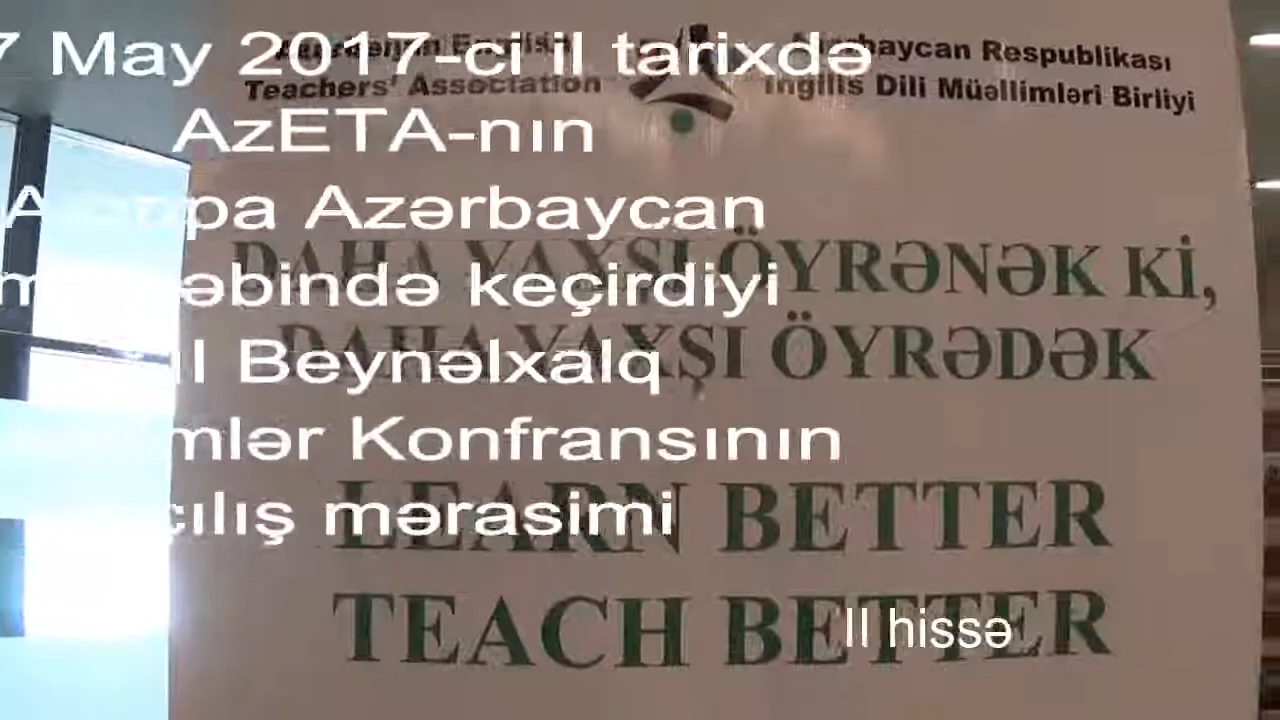 7 May 2017-ci il tarixdə
AzETA-nın
Azərbaycan
keçirdiyi
Beynəlxalq
Konfransının
mərasimi
II hissə
Azerbaijan English
Teachers' Association
Azərbaycan Respublikası
İngilis Dili Müəllimləri Birliyi
DAHA YAXŞI ÖYRƏNƏK Kİ,
DAHA YAXŞI ÖYRƏDƏK
LEARN BETTER
TEACH BETTER